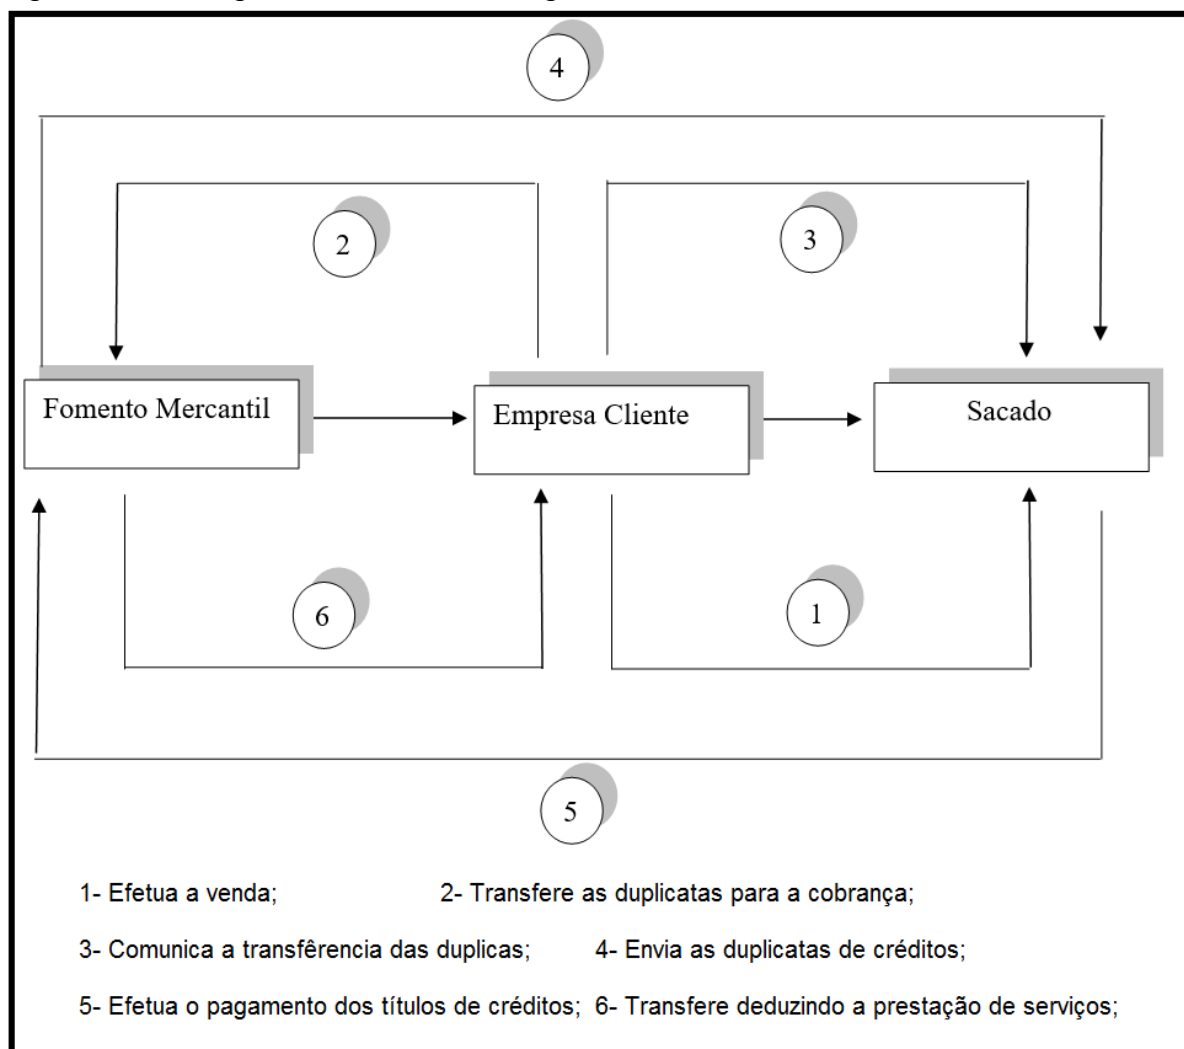 4
2
3
Fomento Mercantil
Empresa Cliente
Sacado
6
1
5
1- Efetua a venda; 2- Transfere as duplicatas para a cobrança;
3- Comunica a transfêrencia das duplicas; 4- Envia as duplicatas de créditos;
5- Efetua o pagamento dos títulos de créditos; 6- Transfere deduzindo a prestação de serviços;